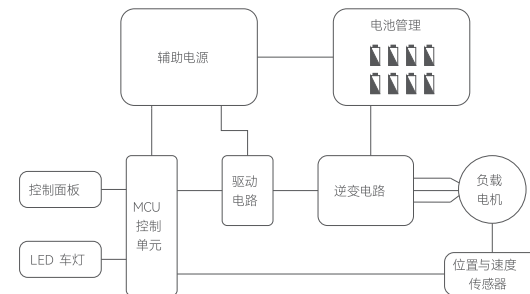 辅助电源
电池管理
控制面板
MCU
控制
单元
驱动
电路
逆变电路
负载
电机
LED 车灯
位置与速度
传感器